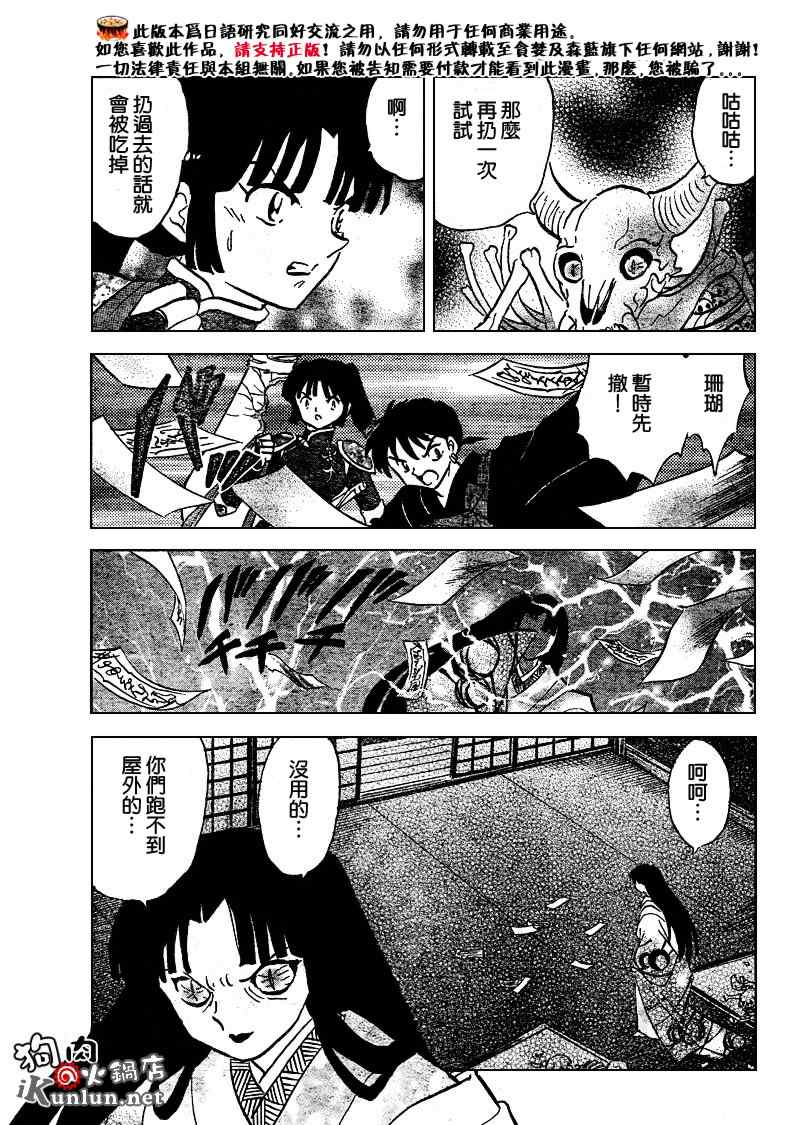 此版本爲日語研究同好交流之用，請勿用于任何商業用途。
如您喜歡此作品，請支持正版！請勿以任何形式轉載至貪婪及森藍旗下任何網站，謝謝！
一切法律責任與本組無關。如果您被告知需要付款才能看到此漫畫，那麼，您被騙了。。。
咕咕咕…
那麼
再扔一次
試試
啊…
扔過去的話就
會被吃掉
珊瑚
暫時先
撤！
バババ
チチチ
呵呵…
沒用的…
你們跑不到
屋外的…
狗肉
火鍋店
iKunlun.net